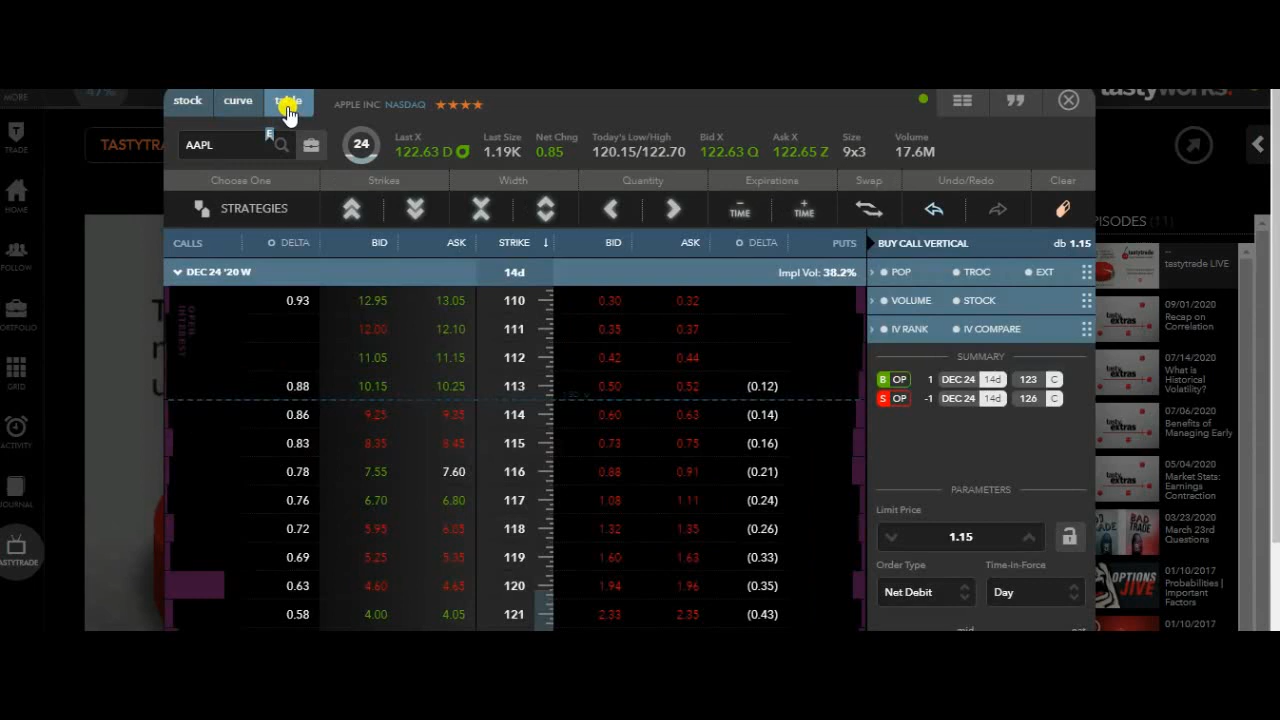 MORE
47%
stock curve table
APPLE INC NASDAQ
tastyworks.
TRADE
TASTYTRA
AAPL
E
24
Last X Last Size Net Chng Today's Low/High Bid X Ask X Size Volume
122.63 D 1.19K 0.85 120.15/122.70 122.63 Q 122.65 Z 9x3 17.6M
Choose One Strikes Width Quantity Expirations Swap Undo/Redo Clear
HOME
STRATEGIES
TIME TIME
PISODES (11)
FOLLOW
CALLS DELTA BID ASK STRIKE BID ASK DELTA PUTS
BUY CALL VERTICAL db 1.15
DEC 24 '20 W 14d Impl Vol: 38.2%
POP TROC EXT
tastytrade LIVE
OPEN INTEREST
0.93 12.95 13.05 110 0.30 0.32
VOLUME STOCK
09/01/2020
Recap on
Correlation
ORTFOLIO
12.00 12.10 111 0.35 0.37
IV RANK IV COMPARE
11.05 11.15 112 0.42 0.44
SUMMARY
07/14/2020
What is
Historical
Volatility?
GRID
0.88 10.15 10.25 113 0.50 0.52 (0.12)
B OP 1 DEC 24 14d 123 C
S OP -1 DEC 24 14d 126 C
0.86 9.25 9.35 114 0.60 0.63 (0.14)
07/06/2020
Benefits of
Managing Early
ACTIVITY
0.83 8.35 8.45 115 0.73 0.75 (0.16)
0.78 7.55 7.60 116 0.88 0.91 (0.21)
05/04/2020
Market Stats:
Earnings
Contraction
JOURNAL
0.76 6.70 6.80 117 1.08 1.11 (0.24)
PARAMETERS
Limit Price
0.72 5.95 6.05 118 1.32 1.35 (0.26)
1.15
03/23/2020
March 23rd
Questions
ASTYTRADE
0.69 5.25 5.35 119 1.60 1.63 (0.33)
Order Type Time-In-Force
0.63 4.60 4.65 120 1.94 1.96 (0.35)
Net Debit Day
OPTIONS
JIVE
01/10/2017
Probabilities |
Important
Factors
0.58 4.00 4.05 121 2.33 2.35 (0.43)
01/10/2017